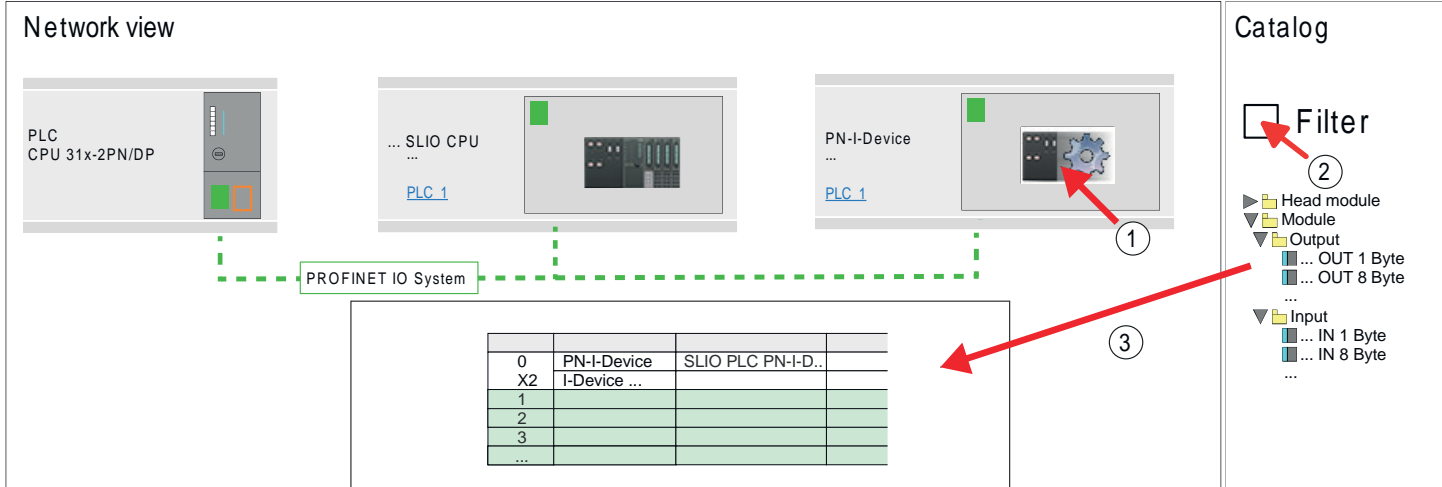 Network view
PLC
CPU 31x-2PN/DP
... SLIO CPU
...
PLC_1
PN-I-Device
...
PLC_1
PROFINET IO System
1
0 PN-I-Device SLIO PLC PN-I-D..
X2 I-Device ...
1
2
3
...
3
Catalog
Filter
2
Head module
Module
Output
... OUT 1 Byte
... OUT 8 Byte
...
Input
... IN 1 Byte
... IN 8 Byte
...